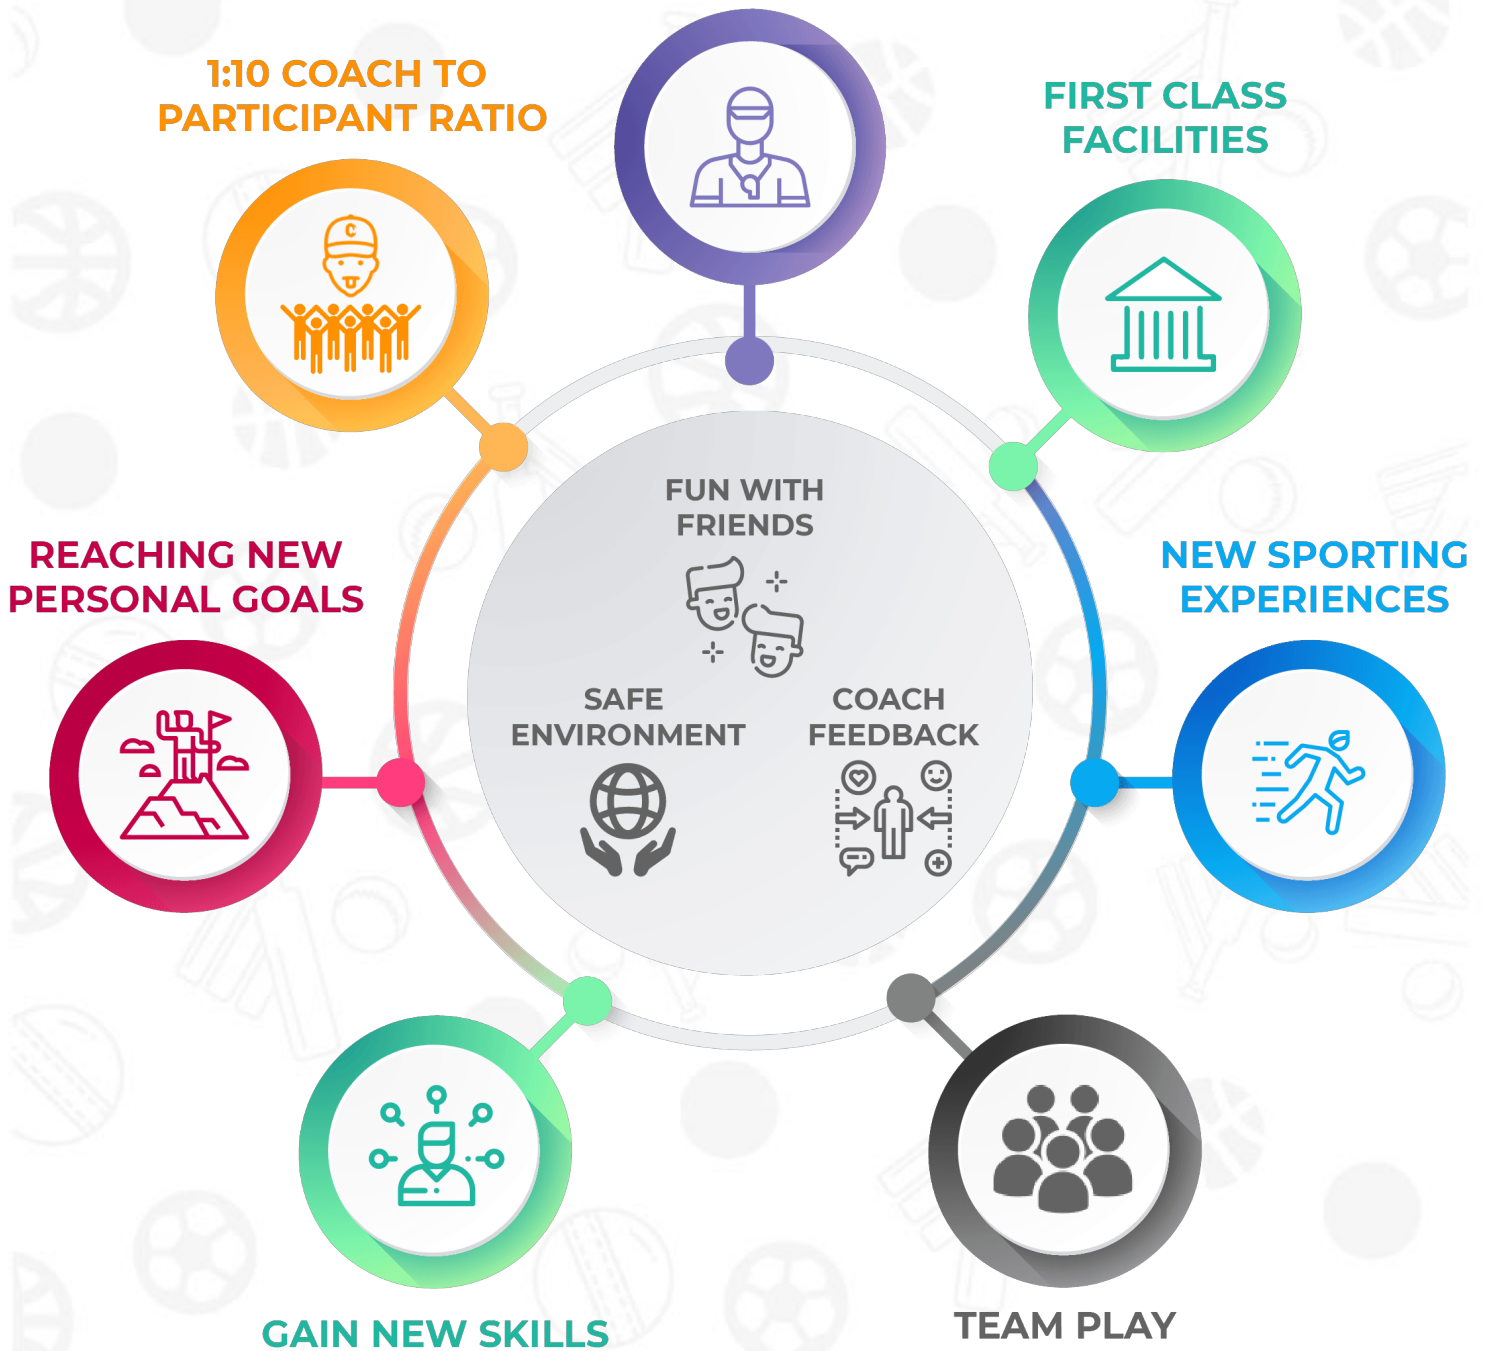 1:10 COACH TO
PARTICIPANT RATIO
FIRST CLASS
FACILITIES
C
FUN WITH
FRIENDS
REACHING NEW
PERSONAL GOALS
NEW SPORTING
EXPERIENCES
SAFE
ENVIRONMENT
COACH
FEEDBACK
GAIN NEW SKILLS
TEAM PLAY